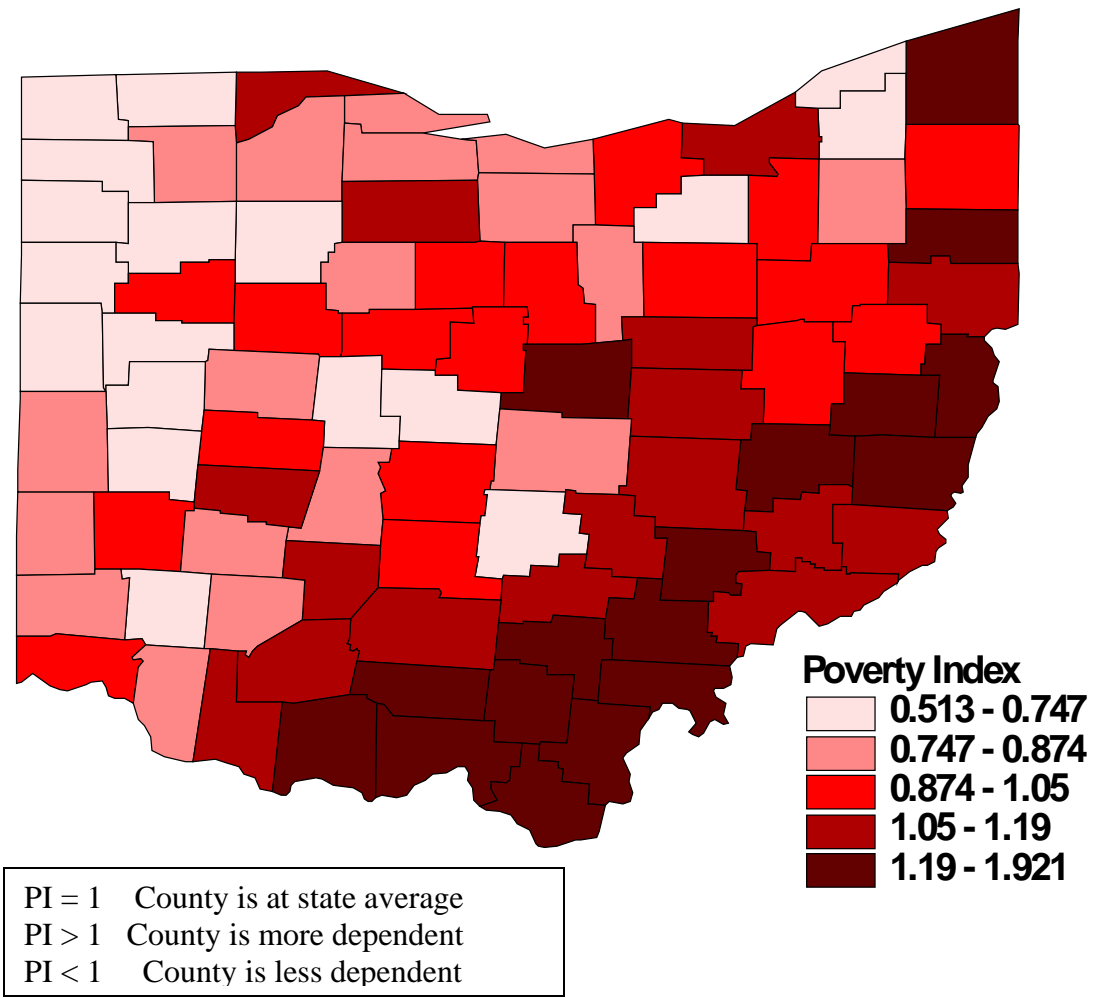 Poverty Index
0.513 - 0.747
0.747 - 0.874
0.874 - 1.05
1.05 - 1.19
1.19 - 1.921
PI = 1 County is at state average
PI > 1 County is more dependent
PI < 1 County is less dependent